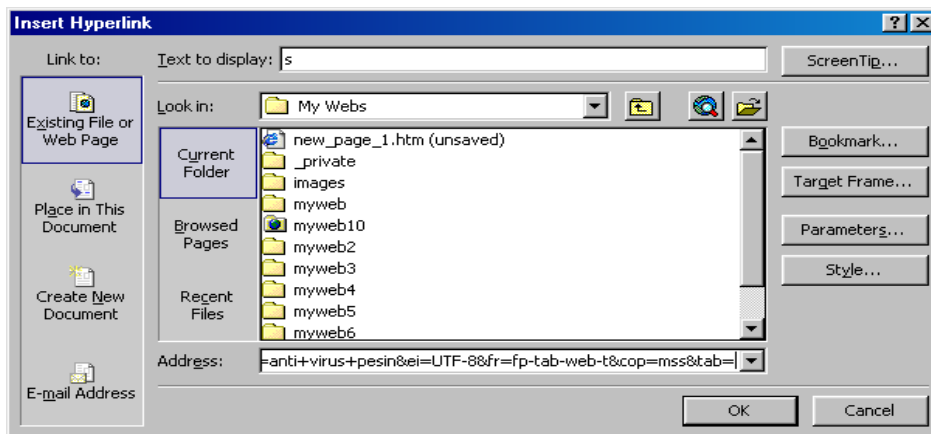 Insert Hyperlink
Link to:
Text to display: s
ScreenTip...
Existing File or
Web Page
Look in: My Webs
Current
Folder
new_page_1.htm (unsaved)
_private
images
myweb
myweb10
myweb2
myweb3
myweb4
myweb5
myweb6
Bookmark...
Target Frame...
Place in This
Document
Browsed
Pages
Parameters...
Style...
Create New
Document
Recent
Files
Address: =anti+virus+pesin&ei=UTF-8&fr=fp-tab-web-t&cop=mss&tab=
E-mail Address
OK
Cancel